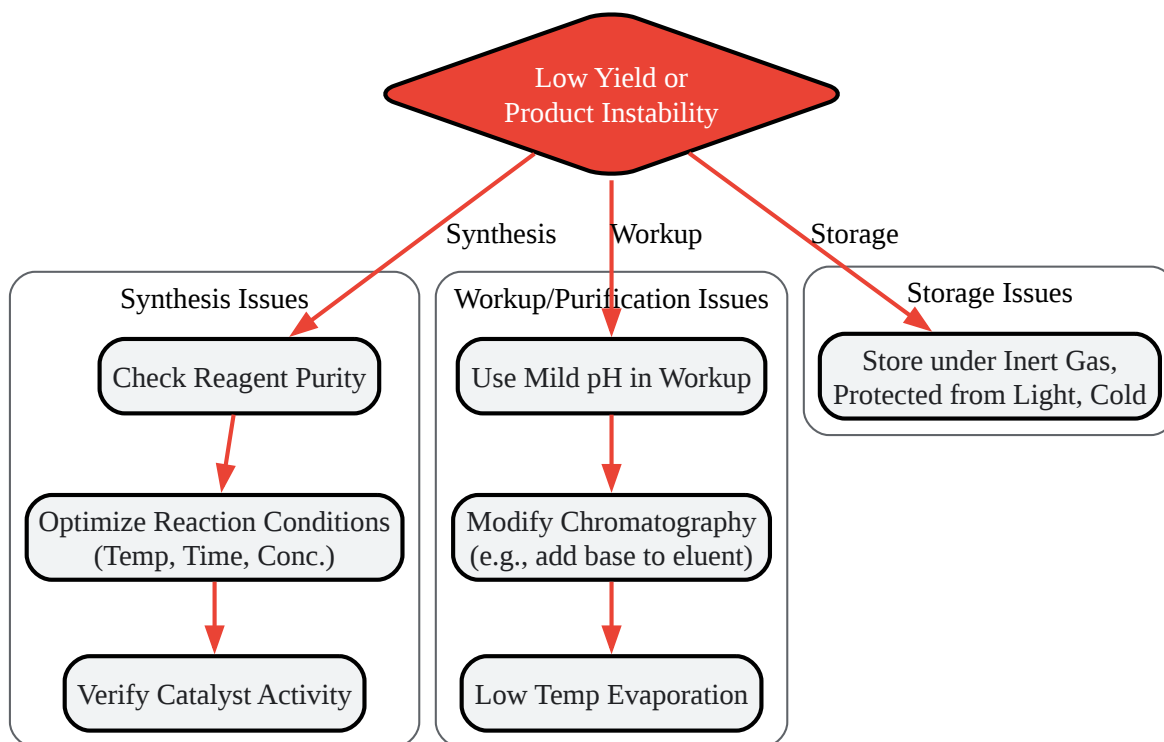 Low Yield or
Product Instability
Synthesis
Workup
Storage
Synthesis Issues
Check Reagent Purity
Optimize Reaction Conditions
(Temp, Time, Conc.)
Verify Catalyst Activity
Workup/Purification Issues
Use Mild pH in Workup
Modify Chromatography
(e.g., add base to eluent)
Low Temp Evaporation
Storage Issues
Store under Inert Gas,
Protected from Light, Cold